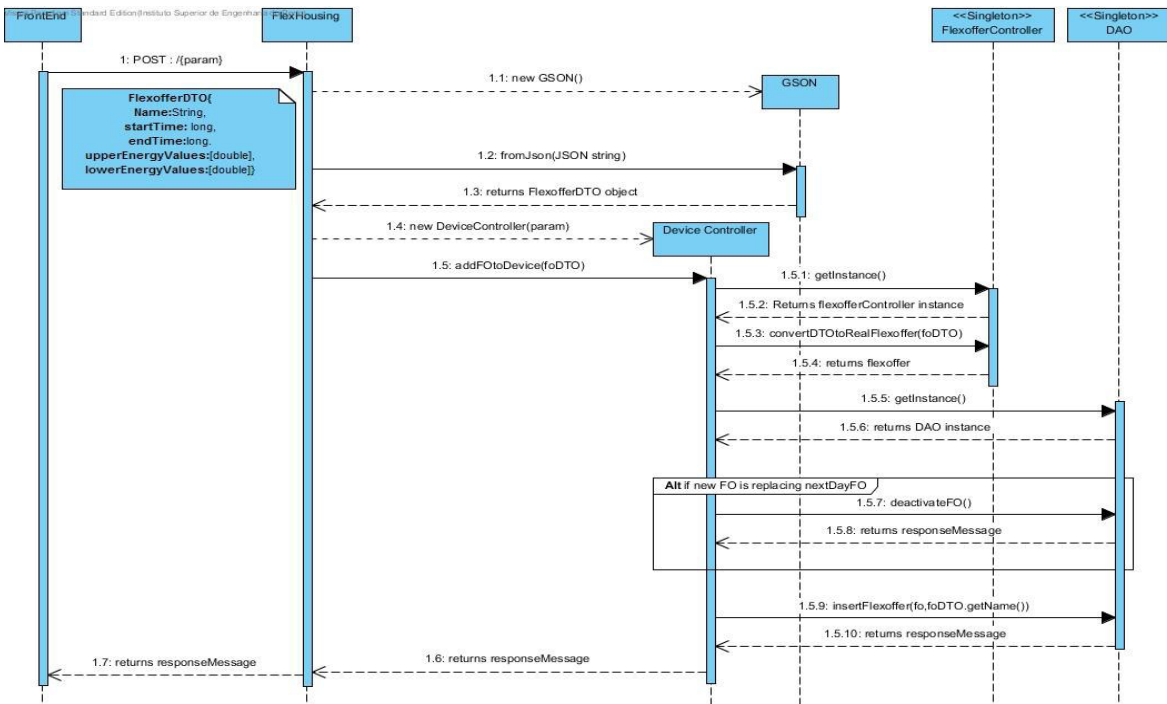 Standard Edition(Instituto Superior de Engenharia
FrontEnd
FlexHousing
<<Singleton>>
FlexofferController
<<Singleton>>
DAO
1: POST : /{param}
1.1: new GSON()
GSON
FlexofferDTO{
Name:String,
startTime: long,
endTime:long.
upperEnergyValues:[double],
lowerEnergyValues:[double]}
1.2: fromJson(JSON string)
1.3: returns FlexofferDTO object
1.4: new DeviceController(param)
Device Controller
1.5: addFOtoDevice(foDTO)
1.5.1: getInstance()
1.5.2: Returns flexofferController instance
1.5.3: convertDTOtoRealFlexoffer(foDTO)
1.5.4: returns flexoffer
1.5.5: getInstance()
1.5.6: returns DAO instance
Alt if new FO is replacing nextDayFO
1.5.7: deactivateFO()
1.5.8: returns responseMessage
1.5.9: insertFlexoffer(fo,foDTO.getName())
1.5.10: returns responseMessage
1.6: returns responseMessage
1.7: returns responseMessage